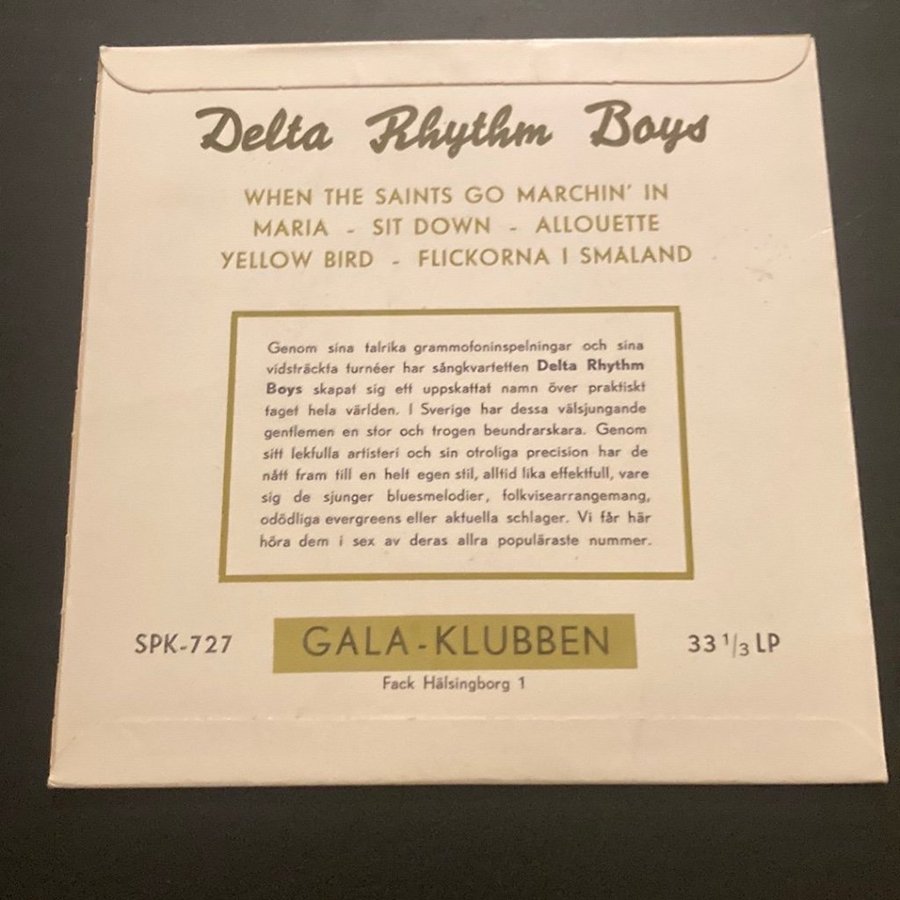 Delta Rhythm Boys
WHEN THE SAINTS GO MARCHIN' IN
MARIA - SIT DOWN - ALLOUETTE
YELLOW BIRD - FLICKORNA I SMÅLAND
Genom sina talrika grammofoninspelningar och sina
vidsträckta turnéer har sångkvartetten Delta Rhythm
Boys skapat sig ett uppskattat namn över praktiskt
taget hela världen. I Sverige har dessa välsjungande
gentlemen en stor och trogen beundrarskara. Genom
sitt lekfulla artisteri och sin otroliga precision har de
nått fram till en helt egen stil, alltid lika effektfull, vare
sig de sjunger bluesmelodier, folkvisearrangemang,
odödliga evergreens eller aktuella schlager. Vi får här
höra dem i sex av deras allra populäraste nummer.
SPK-727 GALA-KLUBBEN 33 1/3 LP
Fack Hälsingborg 1